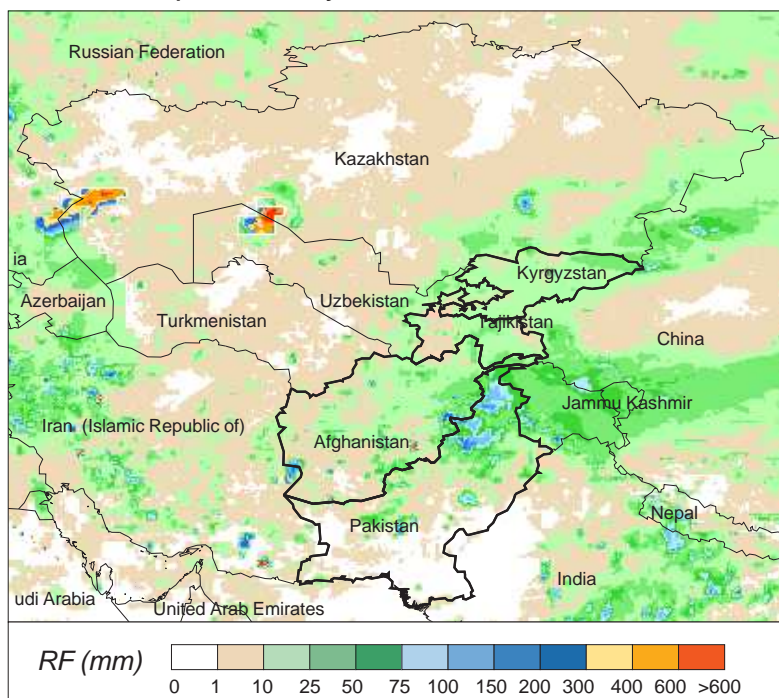 Russian Federation
Kazakhstan
ia
Kyrgyzstan
Azerbaijan
Uzbekistan
Turkmenistan
Tajikistan
China
Jammu Kashmir
Iran (Islamic Republic of)
Afghanistan
Nepal
Pakistan
India
udi Arabia
United Arab Emirates
RF (mm)
0 1 10 25 50 75 100 150 200 300 400 600 >600